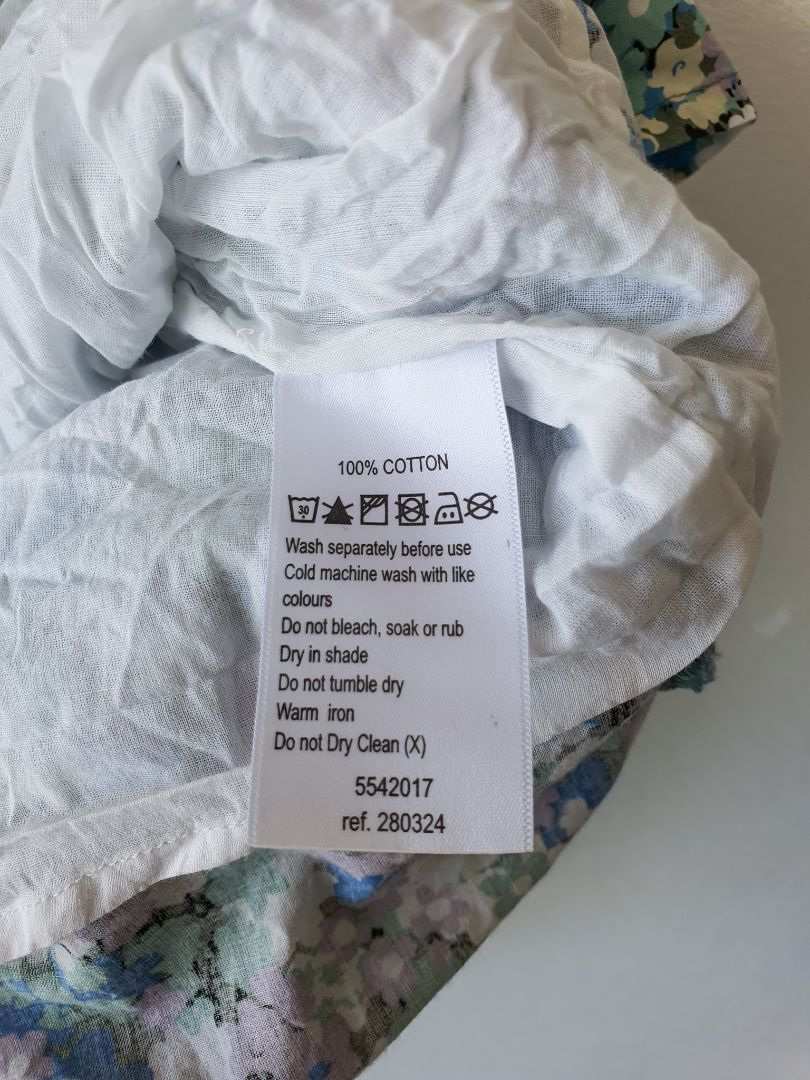 100% COTTON
30
Wash separately before use
Cold machine wash with like
colours
Do not bleach, soak or rub
Dry in shade
Do not tumble dry
Warm iron
Do not Dry Clean (X)
5542017
ref. 280324